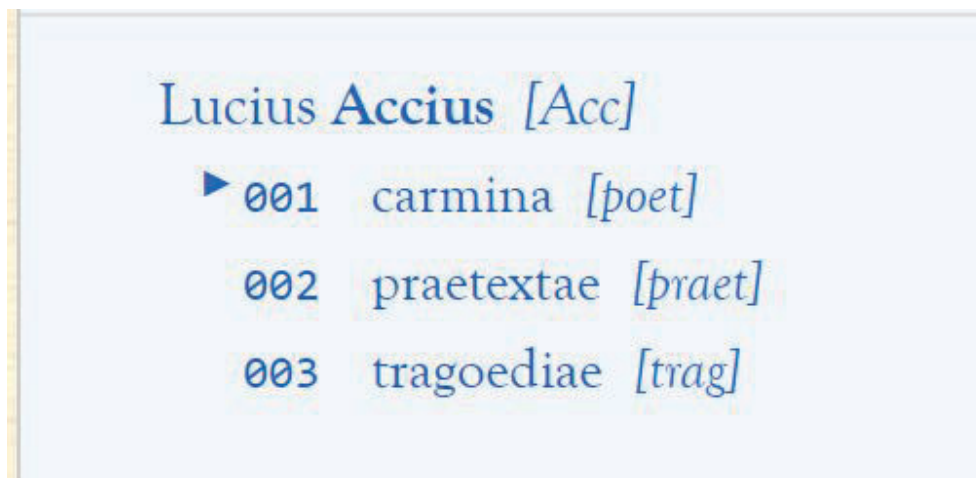 Lucius Accius [Acc]
► 001 carmina [poet]
002 praetextae [praet]
003 tragoediae [trag]